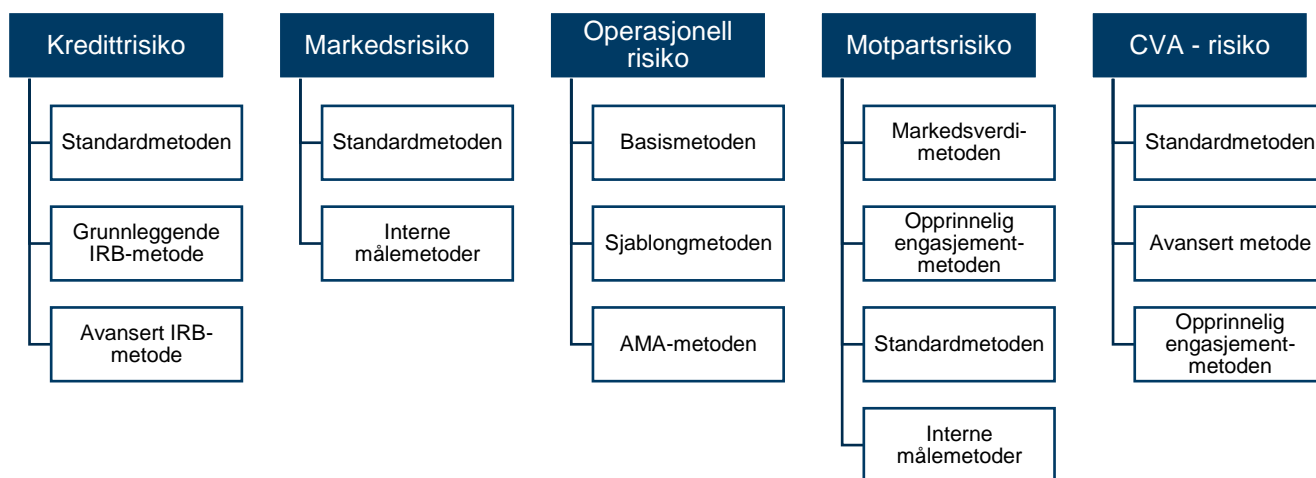 Kredittrisiko
Standardmetoden
Grunnleggende
IRB-metode
Avansert IRB-
metode
Markedsrisiko
Standardmetoden
Interne
målemetoder
Operasjonell
risiko
Basismetoden
Sjablongmetoden
AMA-metoden
Motpartsrisiko
Markedsverdi-
metoden
Opprinnelig
engasjement-
metoden
Standardmetoden
Interne
målemetoder
CVA - risiko
Standardmetoden
Avansert metode
Opprinnelig
engasjement-
metoden